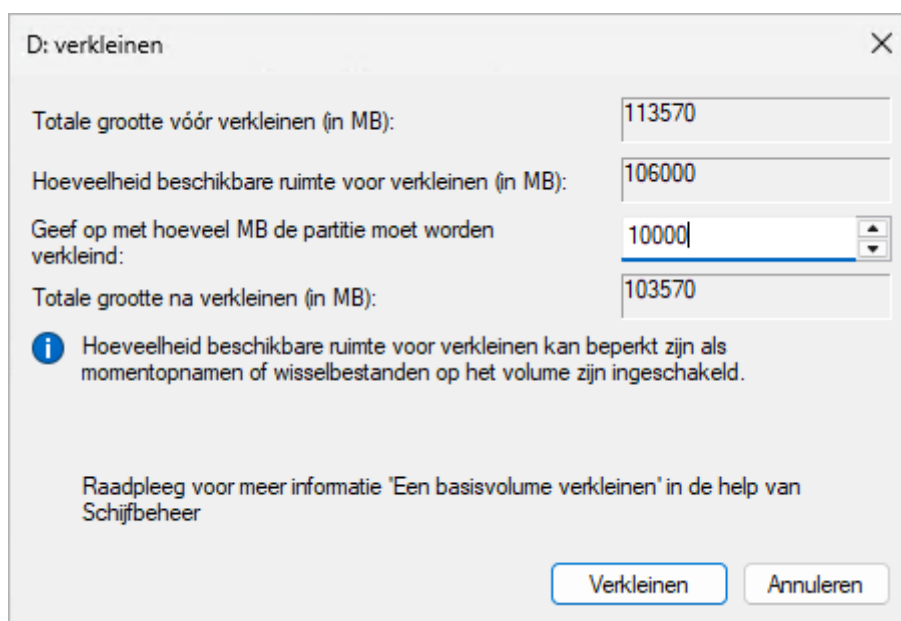 D: verkleinen
Totale grootte vóór verkleinen (in MB): 113570
Hoeveelheid beschikbare ruimte voor verkleinen (in MB): 106000
Geef op met hoeveel MB de partitie moet worden
verkleind: 10000
Totale grootte na verkleinen (in MB): 103570
Hoeveelheid beschikbare ruimte voor verkleinen kan beperkt zijn als
momentopnamen of wisselbestanden op het volume zijn ingeschakeld.
Raadpleeg voor meer informatie 'Een basisvolume verkleinen' in de help van
Schijfbeheer
Verkleinen Annuleren